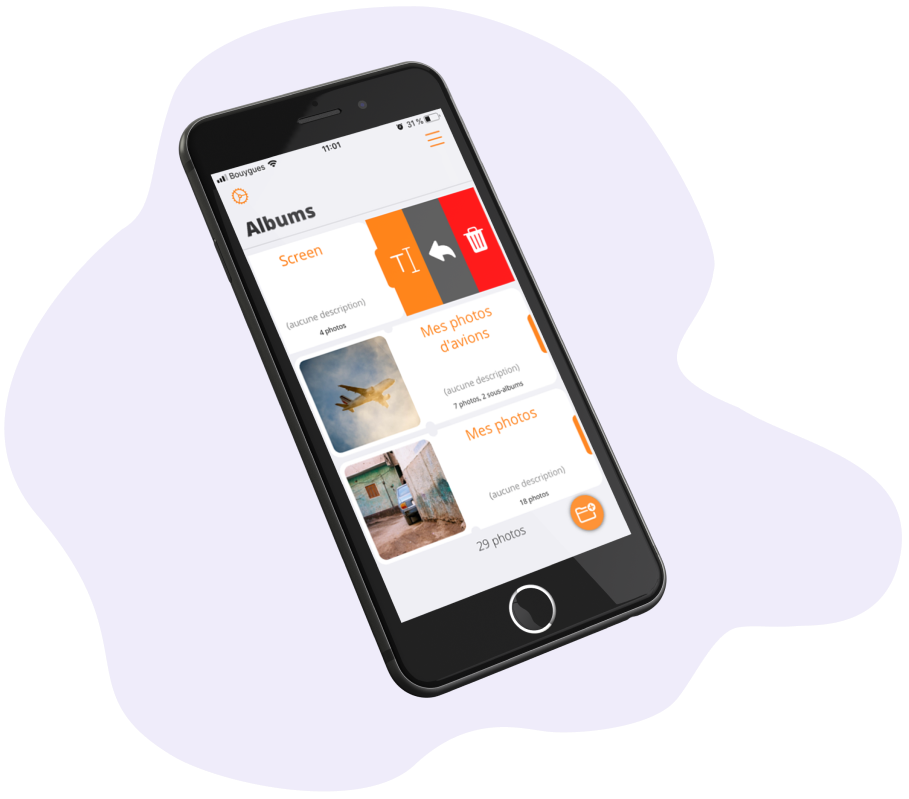 Bouygues
11:01
31 %
Albums
Screen
(aucune description)
4 photos
Mes photos
d'avions
(aucune description)
7 photos, 2 sous-albums
Mes photos
(aucune description)
18 photos
29 photos